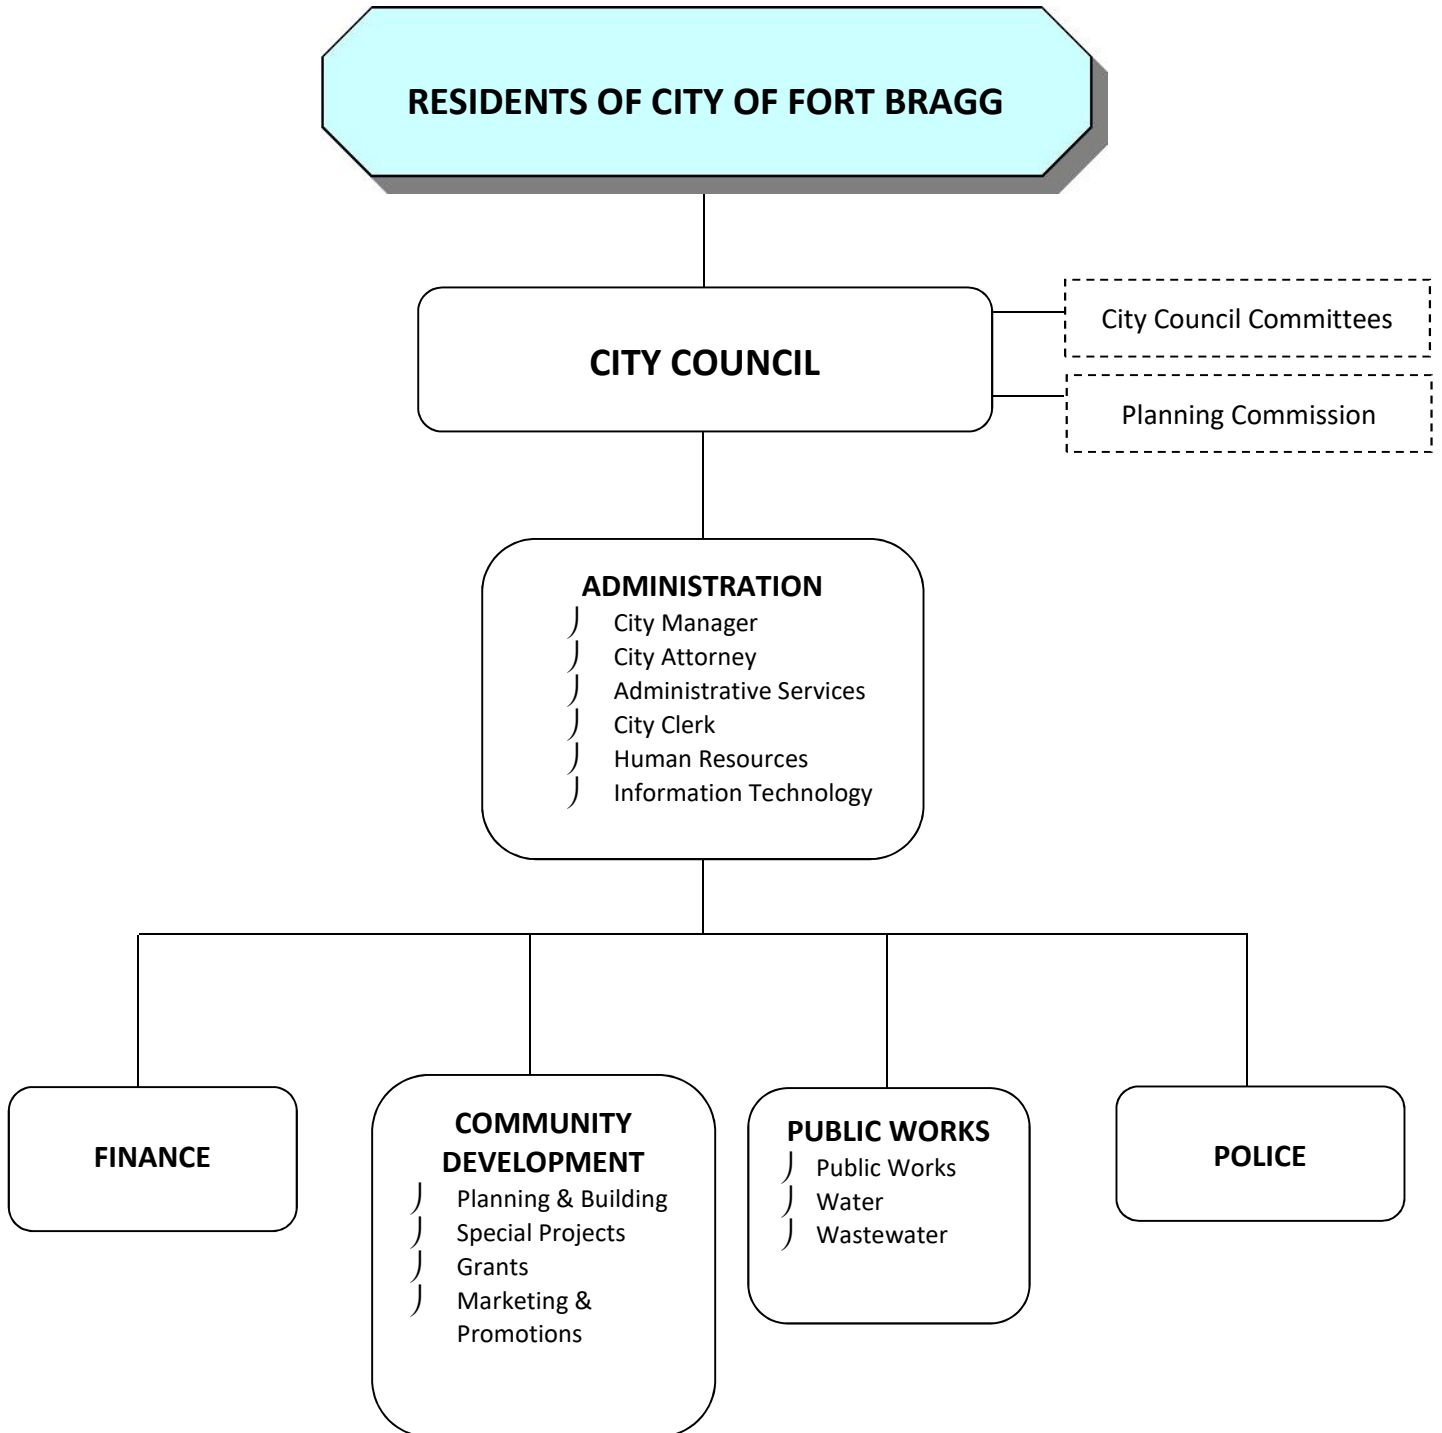 RESIDENTS OF CITY OF FORT BRAGG
CITY COUNCIL
City Council Committees
Planning Commission
ADMINISTRATION
City Manager
City Attorney
Administrative Services
City Clerk
Human Resources
Information Technology
FINANCE
COMMUNITY
DEVELOPMENT
Planning & Building
Special Projects
Grants
Marketing &
Promotions
PUBLIC WORKS
Public Works
Water
Wastewater
POLICE